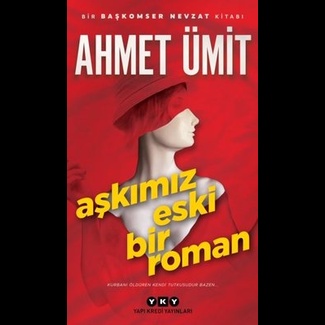 BİR BAŞKOMSER NEVZAT KİTABI
AHMET ÜMİT
aşkımız
eski
bir
roman
KURBANI ÖLDÜREN KENDİ TUTKUSUDUR BAZEN...
YKY
YAPI KREDİ YAYINLARI